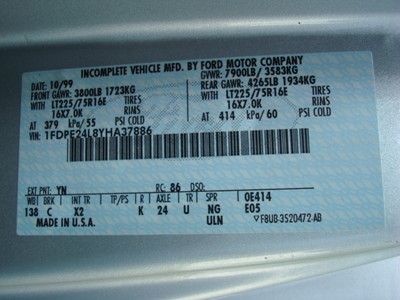 INCOMPLETE VEHICLE MFD. BY FORD MOTOR COMPANY
10/99 GVWR: 7900LB/ 3583KG
FRONT GAWR: 3800LB 1723KG REAR GAWR: 4265LB 1934KG
WITH LT225/75R16E TIRES WITH LT225/75R16E TIRES
16X7.0K RINS 16X7.0K RINS
AT 379 kPa/ 55 PSI COLD AT 414 kPa/ 60 PSI COLD
VIN: 1FDPE24L8YHA37886
EXT PNT: YN RC: 86 DSO:
WB BRK INT TR TP/PS R AXLE TR SPR 0E414
138 C X2 K 24 U NG E05
MADE IN U.S.A. ULN F8UB-3520472-AB